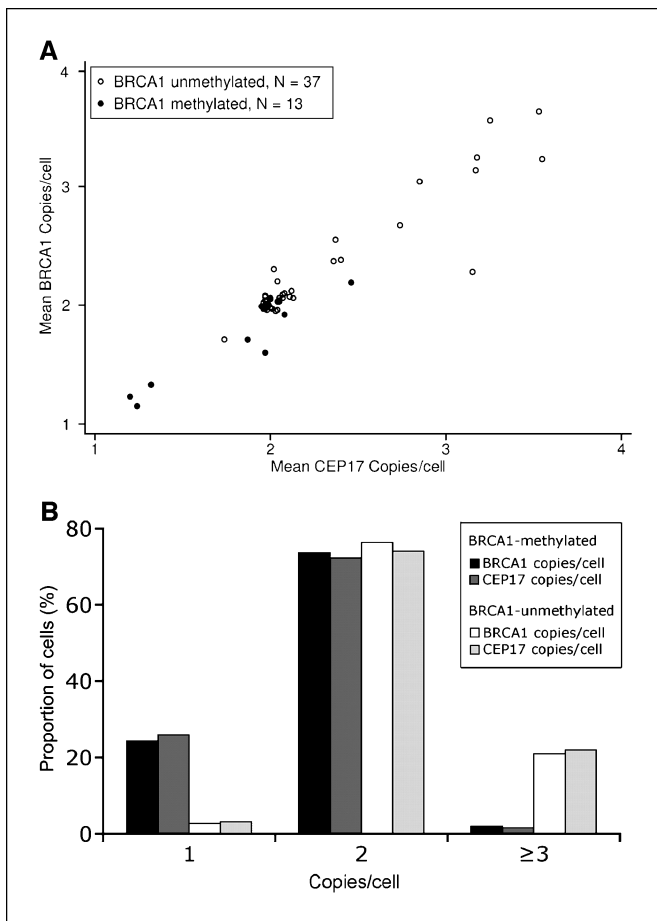 A
4
3
2
1
Mean BRCA1 Copies/cell
BRCA1 unmethylated, N = 37
BRCA1 methylated, N = 13
1
2
3
4
Mean CEP17 Copies/cell
B
80
60
40
20
0
Proportion of cells (%)
BRCA1-methylated
BRCA1 copies/cell
CEP17 copies/cell
BRCA1-unmethylated
BRCA1 copies/cell
CEP17 copies/cell
1
2
≥3
Copies/cell